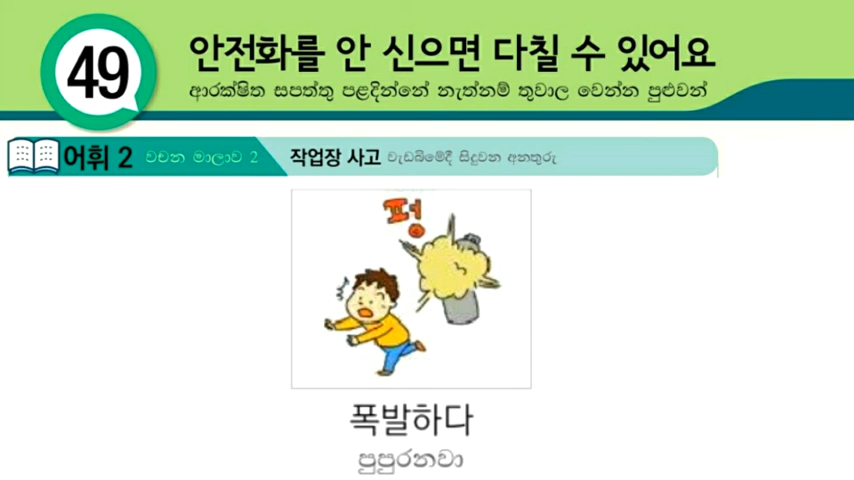 49
안전화를 안 신으면 다칠 수 있어요
ආරක්ෂිත සපත්තු පළදින්නේ නැත්නම් තුවාල වෙන්න පුළුවන්
어휘 2 වචන මාලාව 2 작업장 사고 වැඩබිමේදී සිදුවන අනතුරු
펑
폭발하다
පුපුරනවා